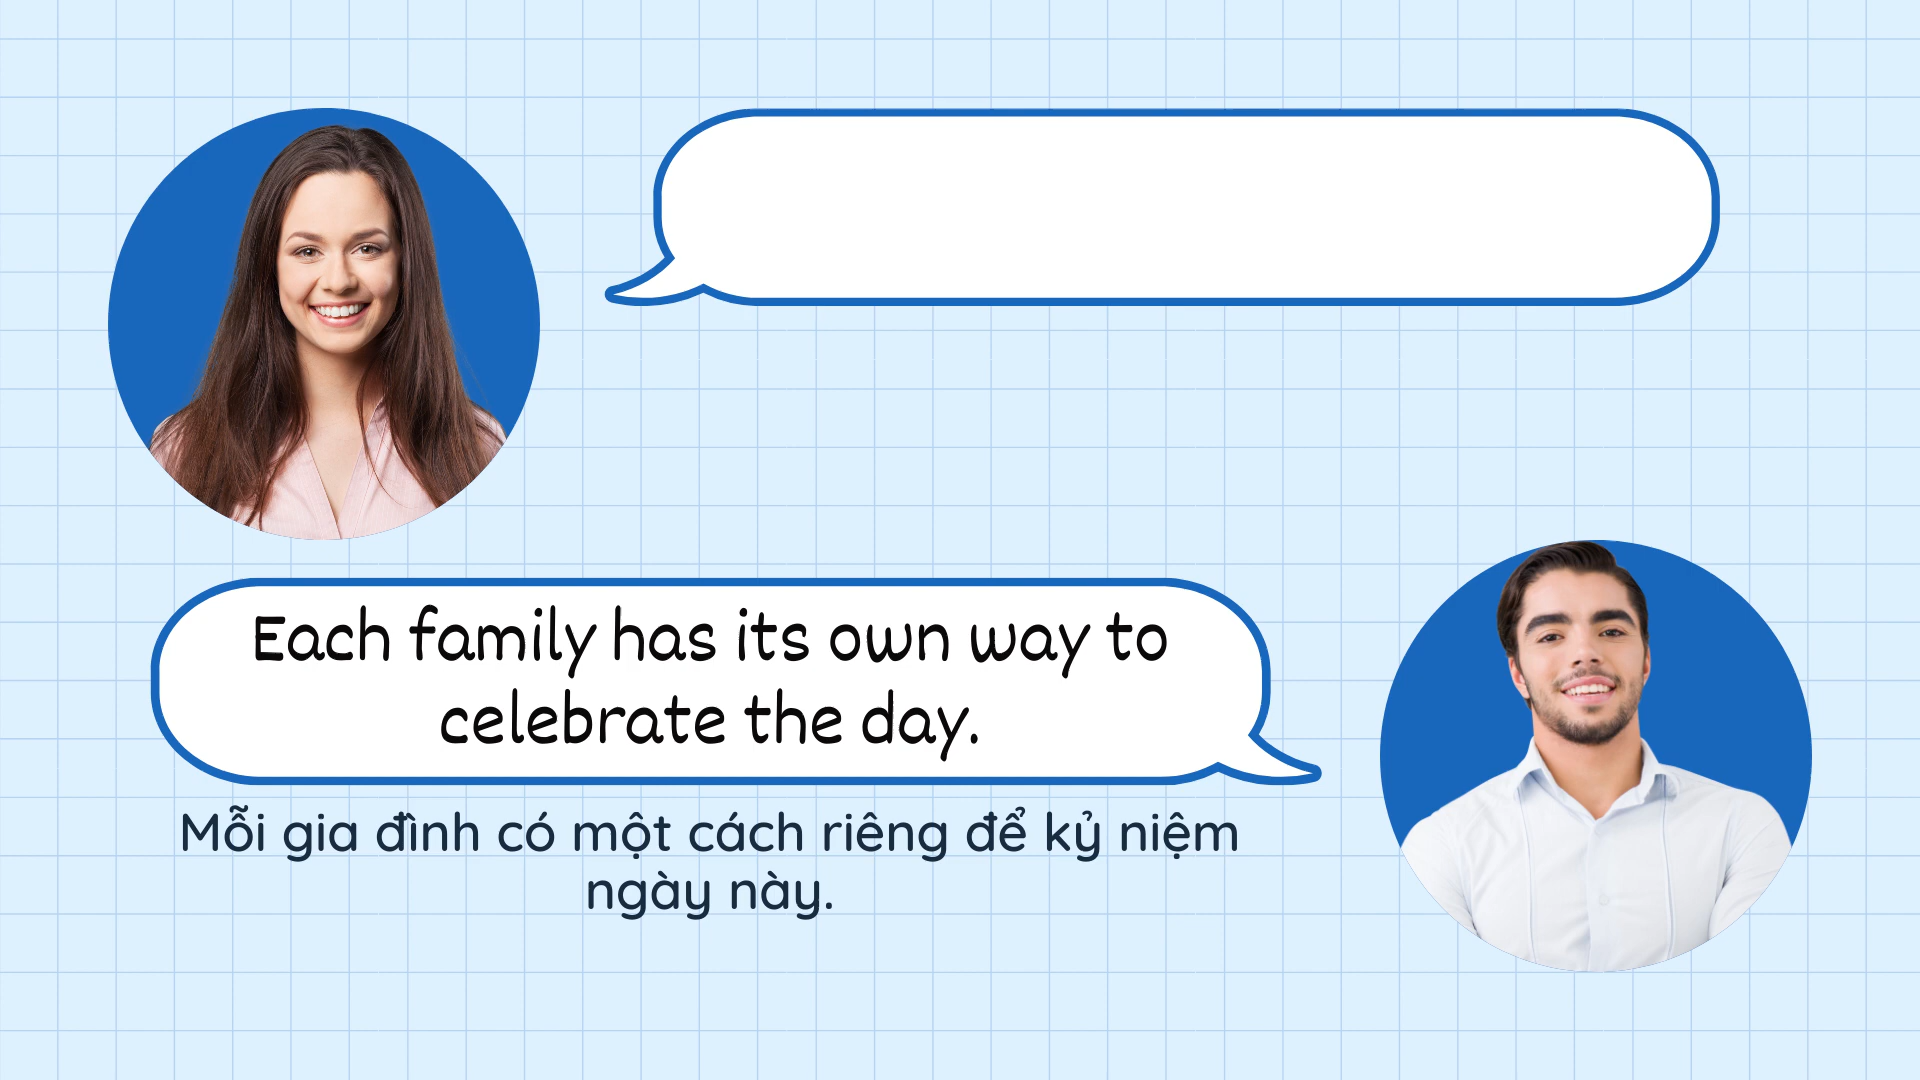 Each family has its own way to
celebrate the day.
Mỗi gia đình có một cách riêng để kỷ niệm
ngày này.